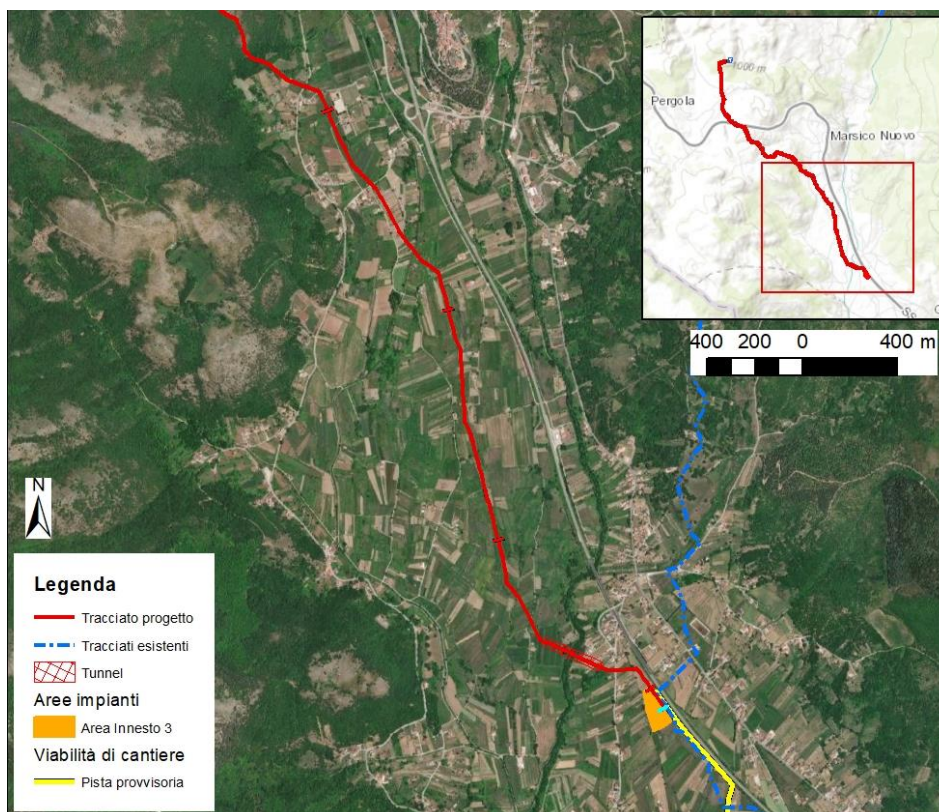 1000 m
Pergola
Marsico Nuovo
m
400 200 0 400 m
N
Legenda
Tracciato progetto
Tracciati esistenti
Tunnel
Aree impianti
Area Innesto 3
Viabilità di cantiere
Pista provvisoria